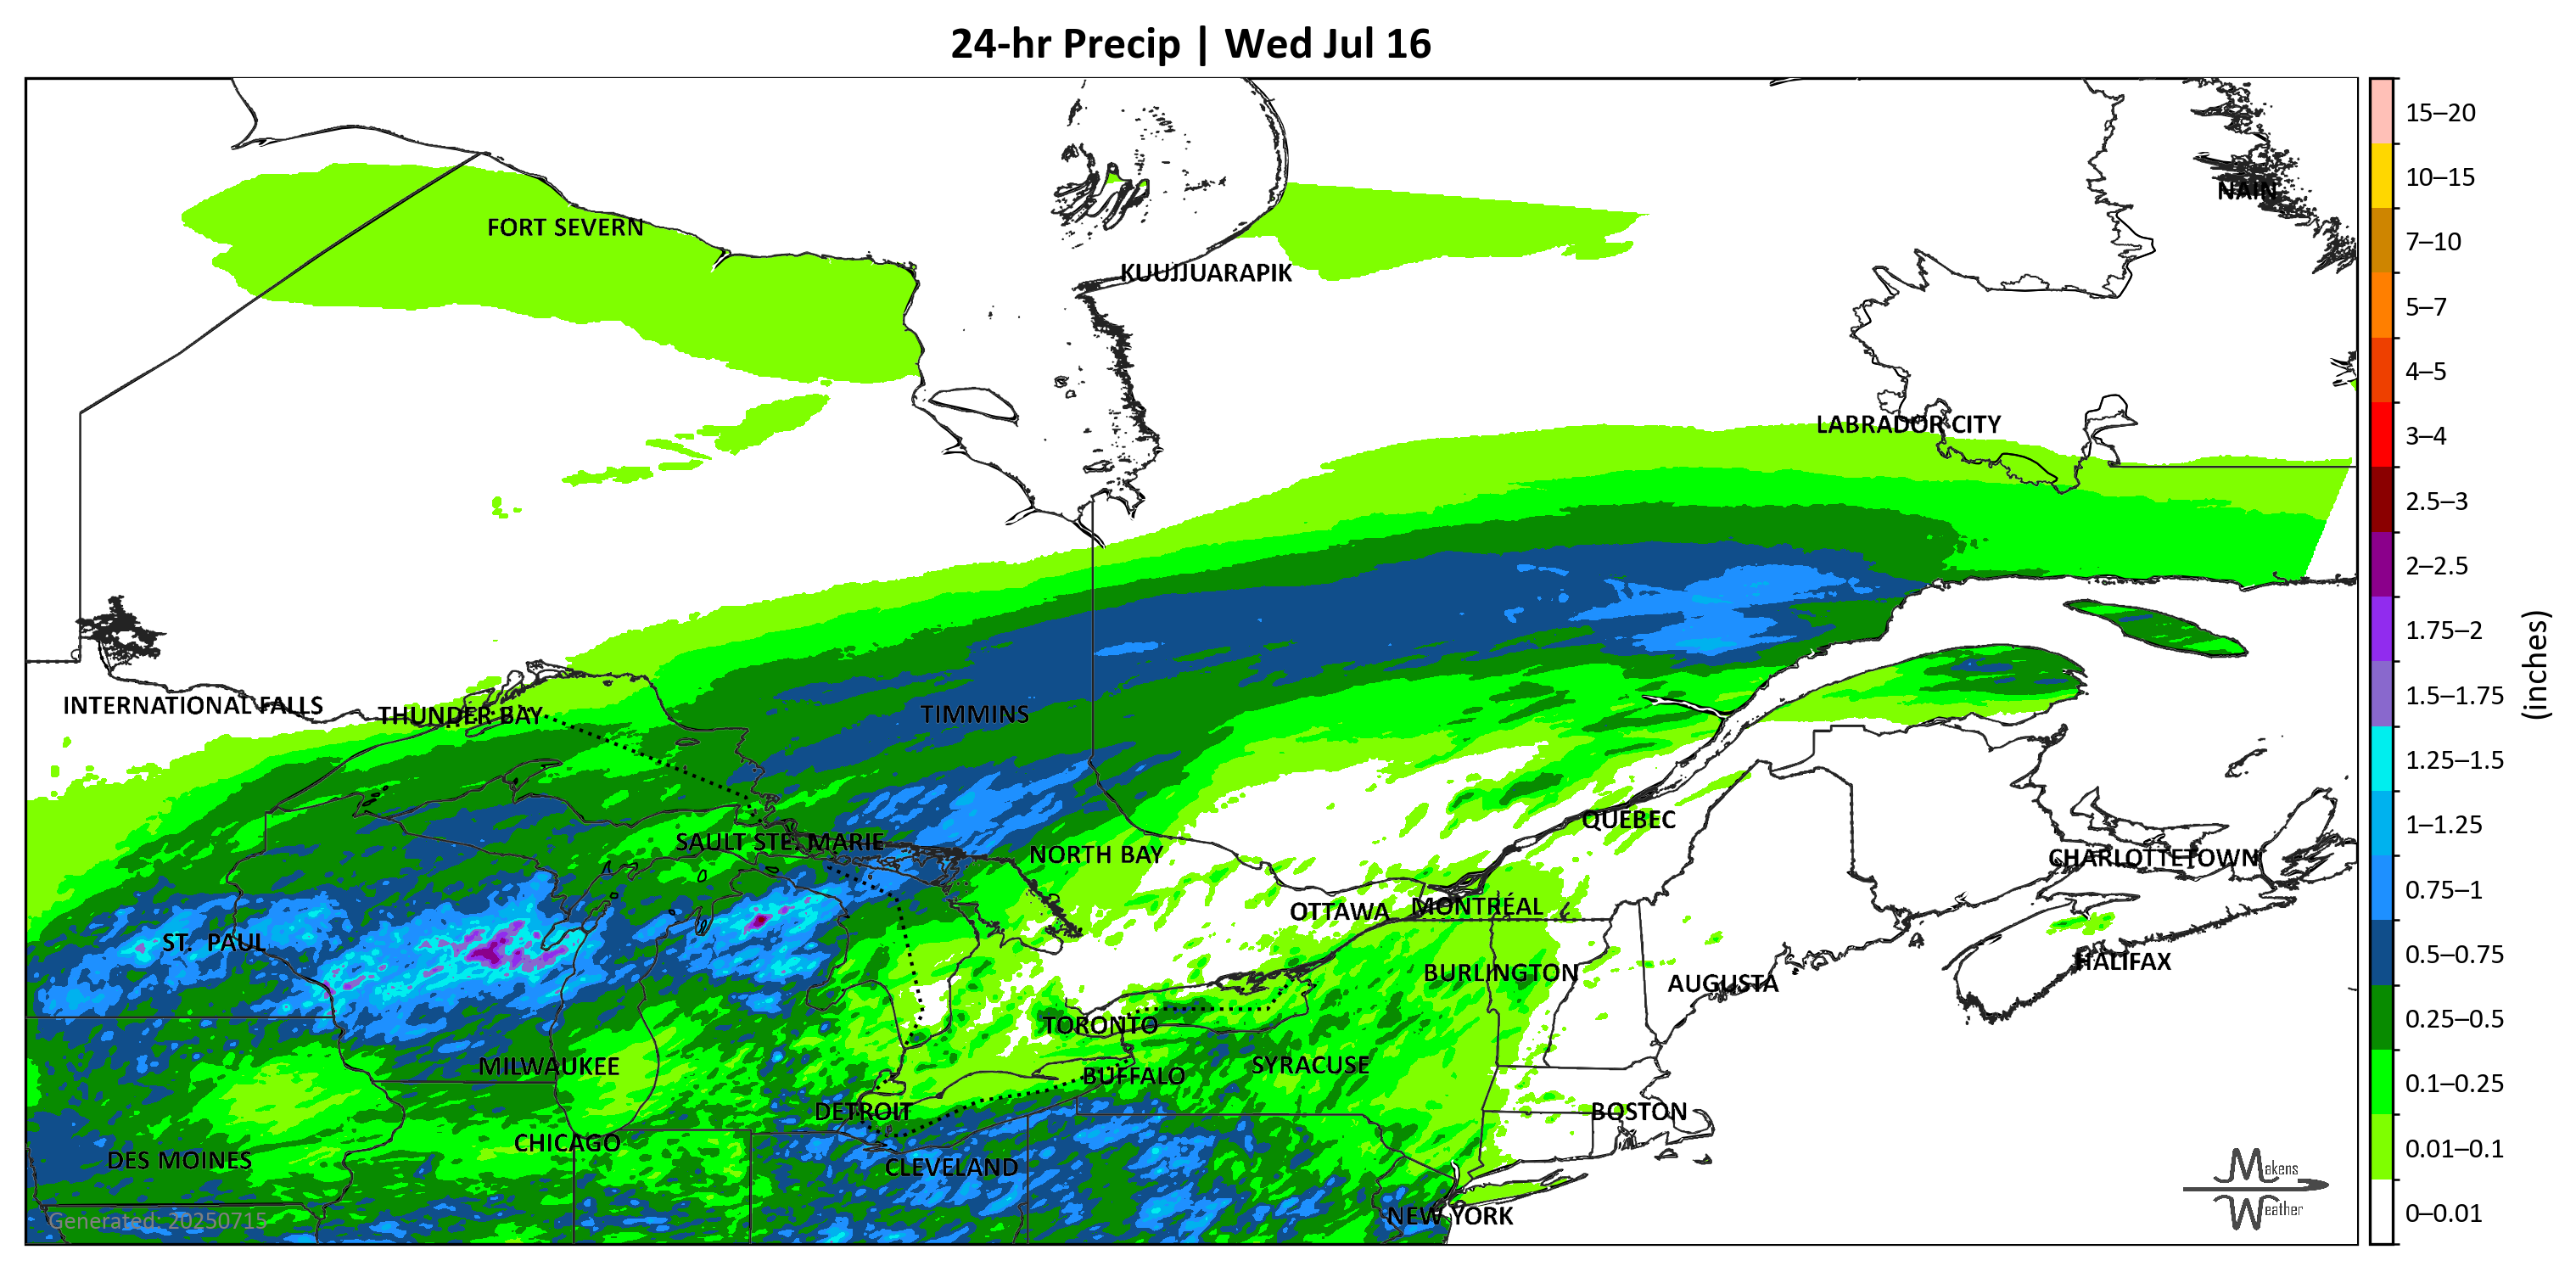 24-hr Precip | Wed Jul 16
15–20
10–15
NAIN
7–10
FORT SEVERN
KUUJJUARAPIK
5–7
4–5
LABRADOR CITY
3–4
2.5–3
2–2.5
1.75–2
(inches)
1.5–1.75
INTERNATIONAL FALLS
THUNDER BAY
TIMMINS
1.25–1.5
1–1.25
QUEBEC
SAULT STE. MARIE
NORTH BAY
CHARLOTTETOWN
0.75–1
OTTAWA
MONTRÉAL
ST. PAUL
0.5–0.75
HALIFAX
BURLINGTON
AUGUSTA
0.25–0.5
TORONTO
MILWAUKEE
SYRACUSE
BUFFALO
0.1–0.25
DETROIT
BOSTON
CHICAGO
0.01–0.1
DES MOINES
CLEVELAND
Makens
Weather
NEW YORK
0–0.01
Generated: 20250715